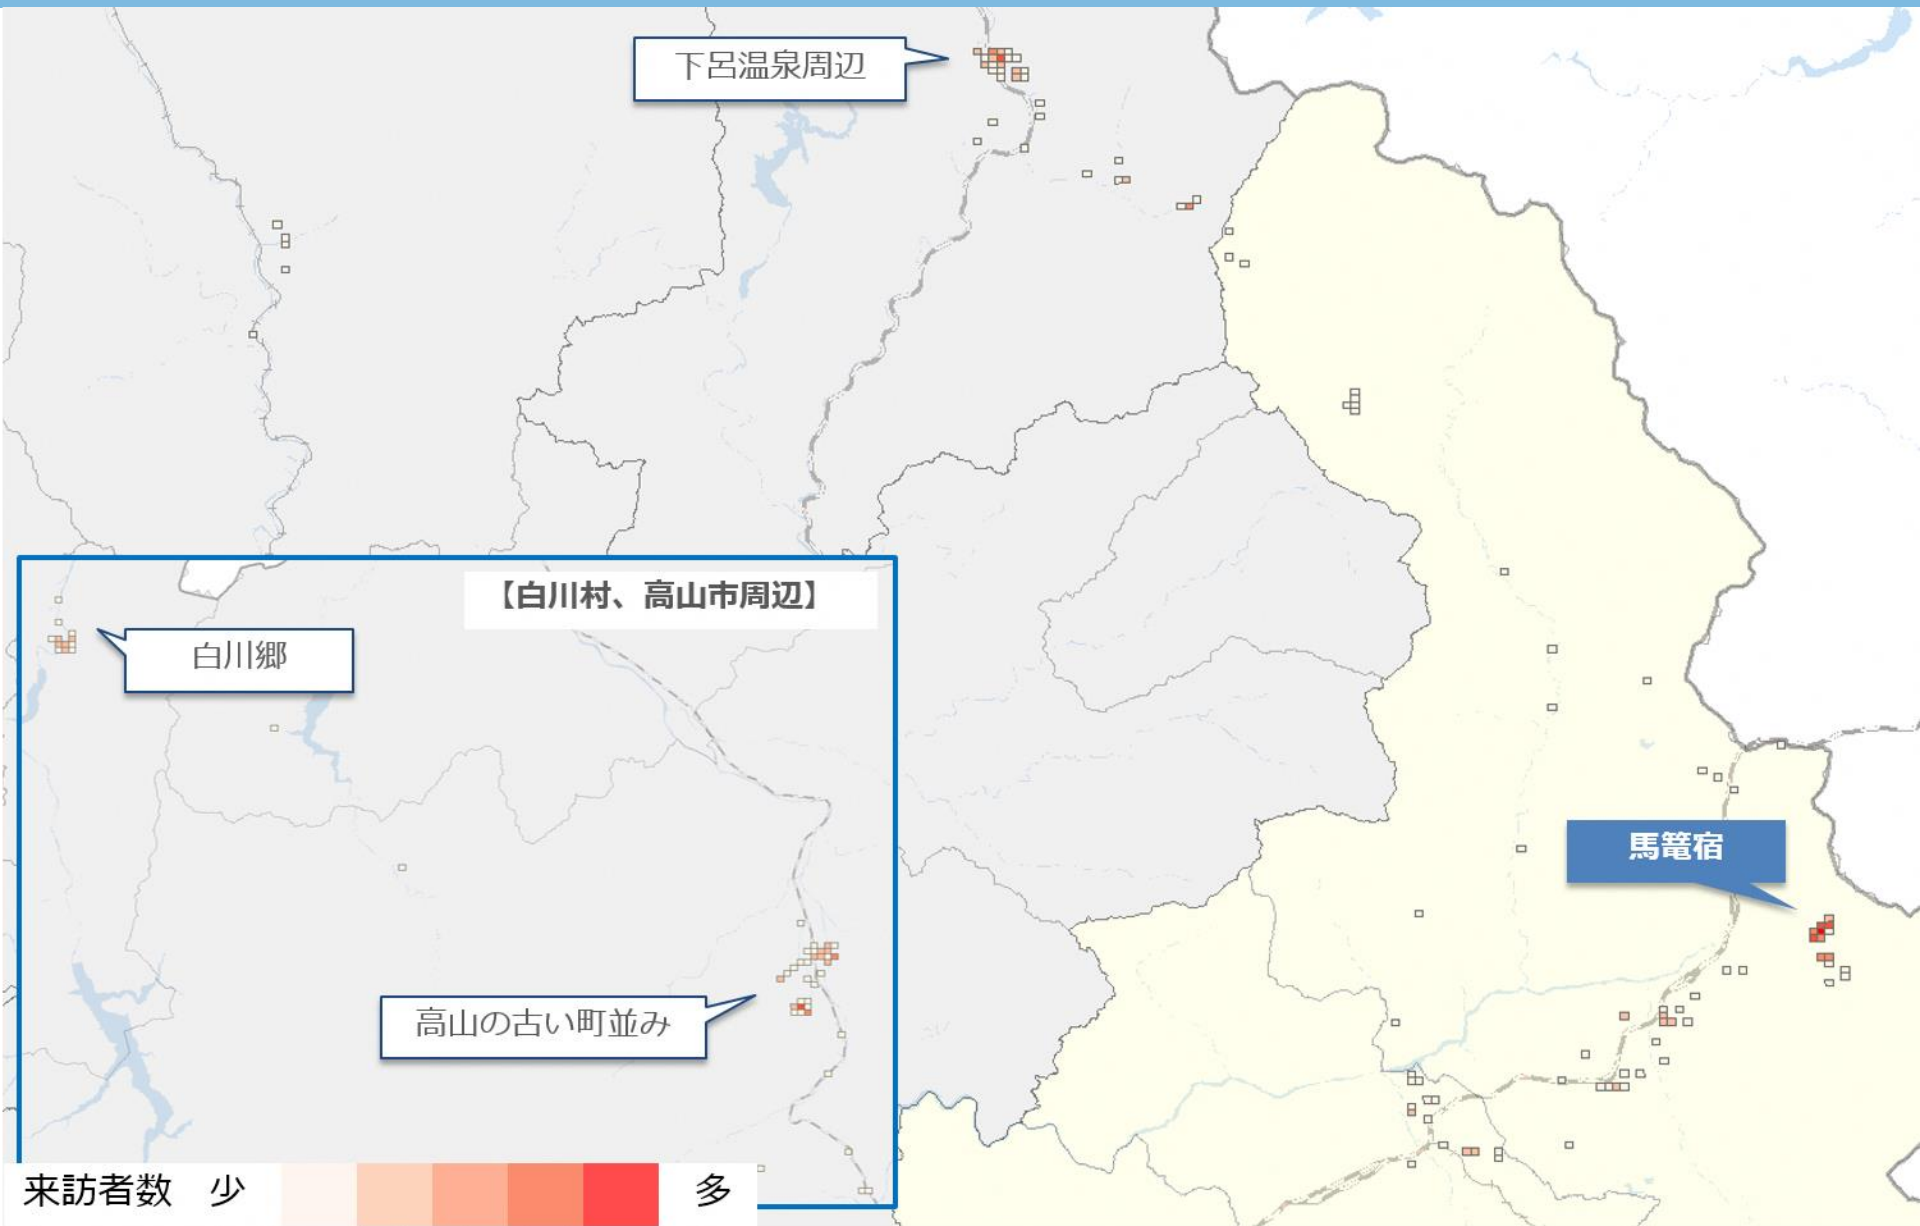 下呂温泉周辺
【白川村、高山市周辺】
白川郷
馬篭宿
高山の古い町並み
来訪者数 少 多